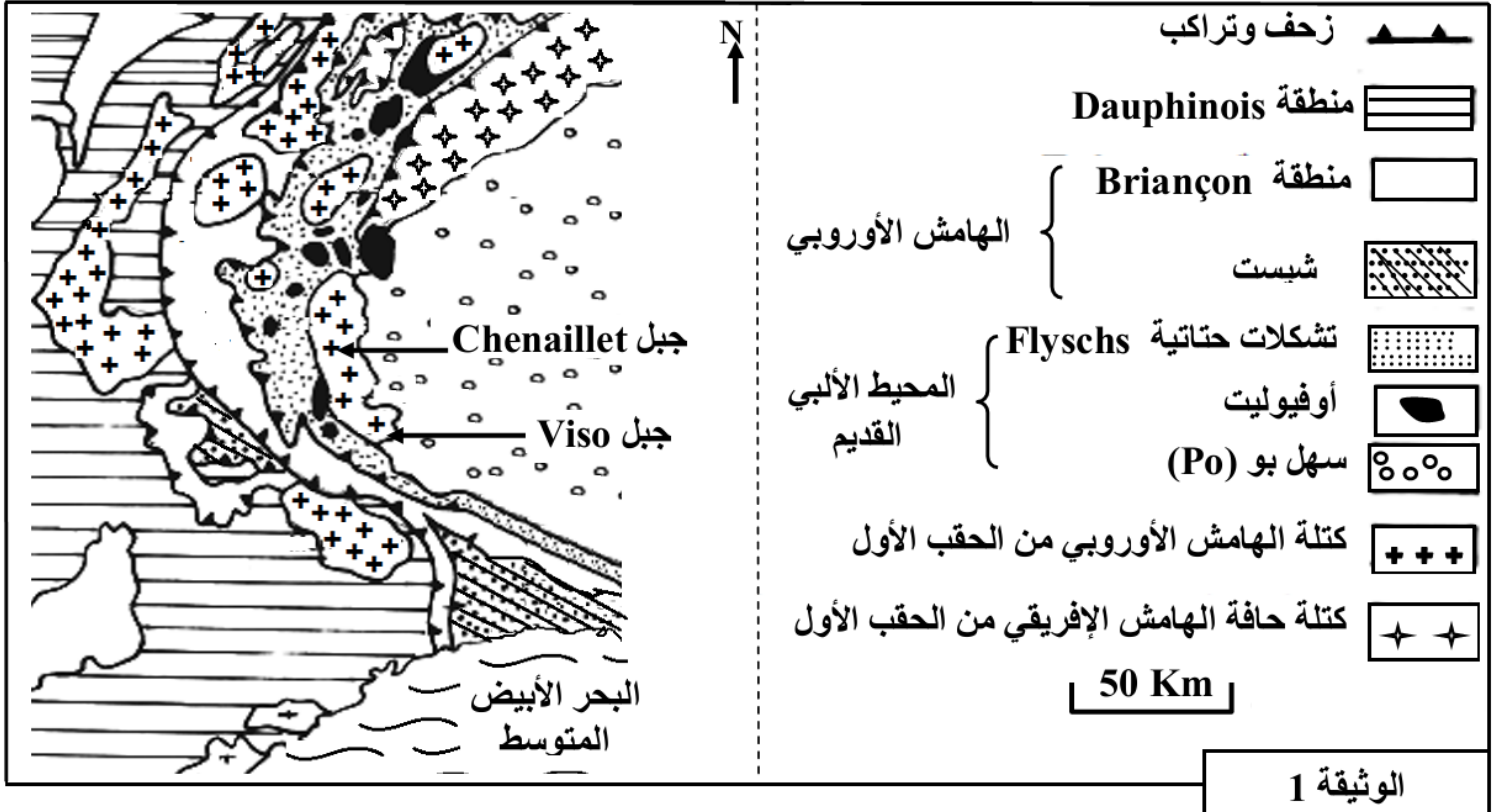 N
جبل Chenaillet
جبل Viso
البحر الأبيض
المتوسط
زحف وتراكب
منطقة Dauphinois
منطقة Briançon
الهامش الأوروبي
شيست
تشكلات حتاتية Flyschs
المحيط الألبي
القديم
أوفيوليت
سهل بو (Po)
كتلة الهامش الأوروبي من الحقب الأول
كتلة حافة الهامش الإفريقي من الحقب الأول
50 Km
الوثيقة 1